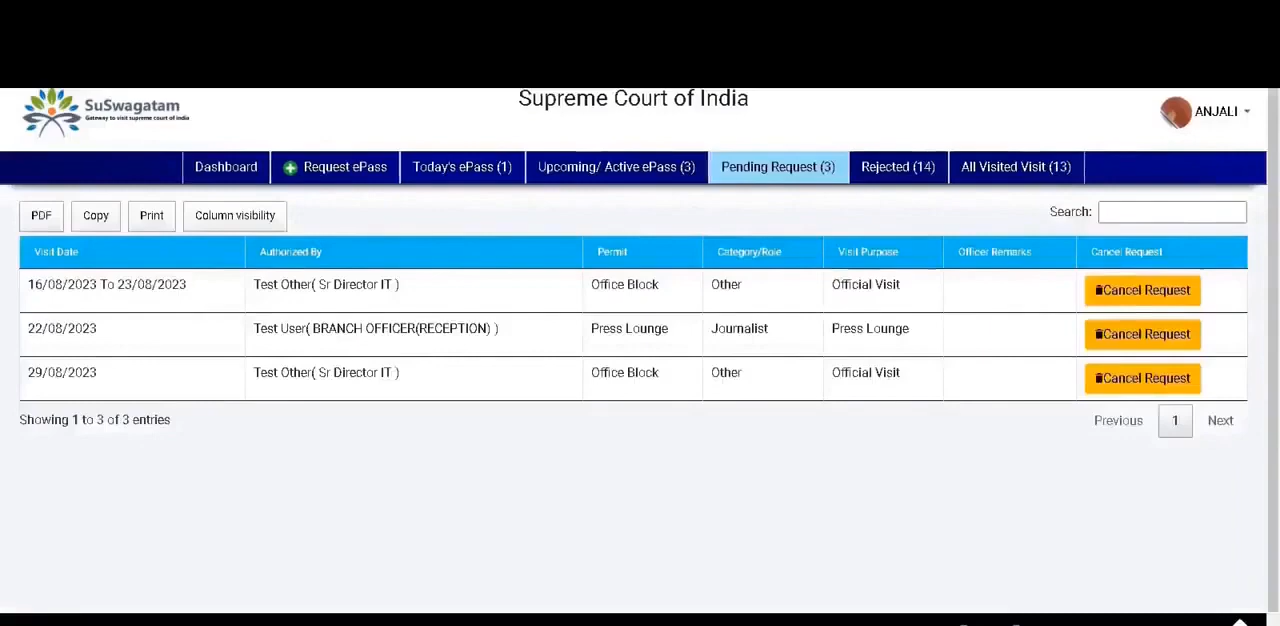 Supreme Court of India
SuSwagatam
Gateway to visit supreme court of india
ANJALI
Dashboard Request ePass Today's ePass (1) Upcoming/ Active ePass (3) Pending Request (3) Rejected (14) All Visited Visit (13)
PDF Copy Print Column visibility Search:
Visit Date Authorized By Permit Category/Role Visit Purpose Officer Remarks Cancel Request
16/08/2023 To 23/08/2023 Test Other( Sr Director IT ) Office Block Other Official Visit Cancel Request
22/08/2023 Test User( BRANCH OFFICER(RECEPTION) ) Press Lounge Journalist Press Lounge Cancel Request
29/08/2023 Test Other( Sr Director IT ) Office Block Other Official Visit Cancel Request
Showing 1 to 3 of 3 entries Previous 1 Next